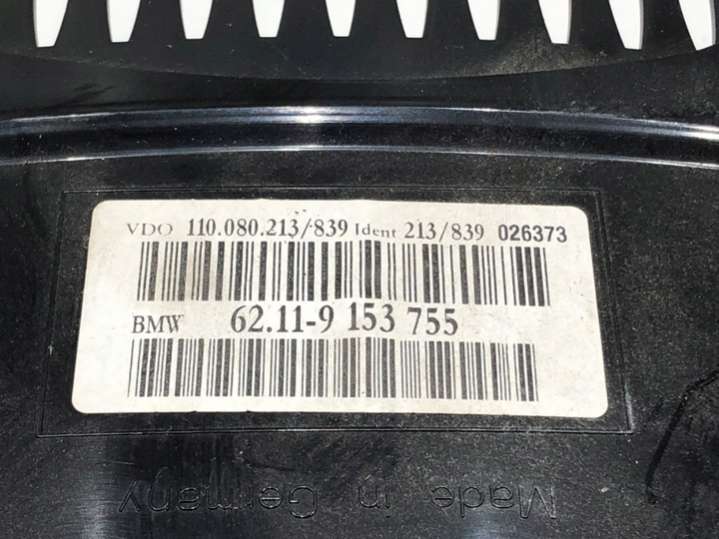 VDO 110.080.213/839 Ident 213/839 026373
BMW 62.11-9 153 755
Made in Germany